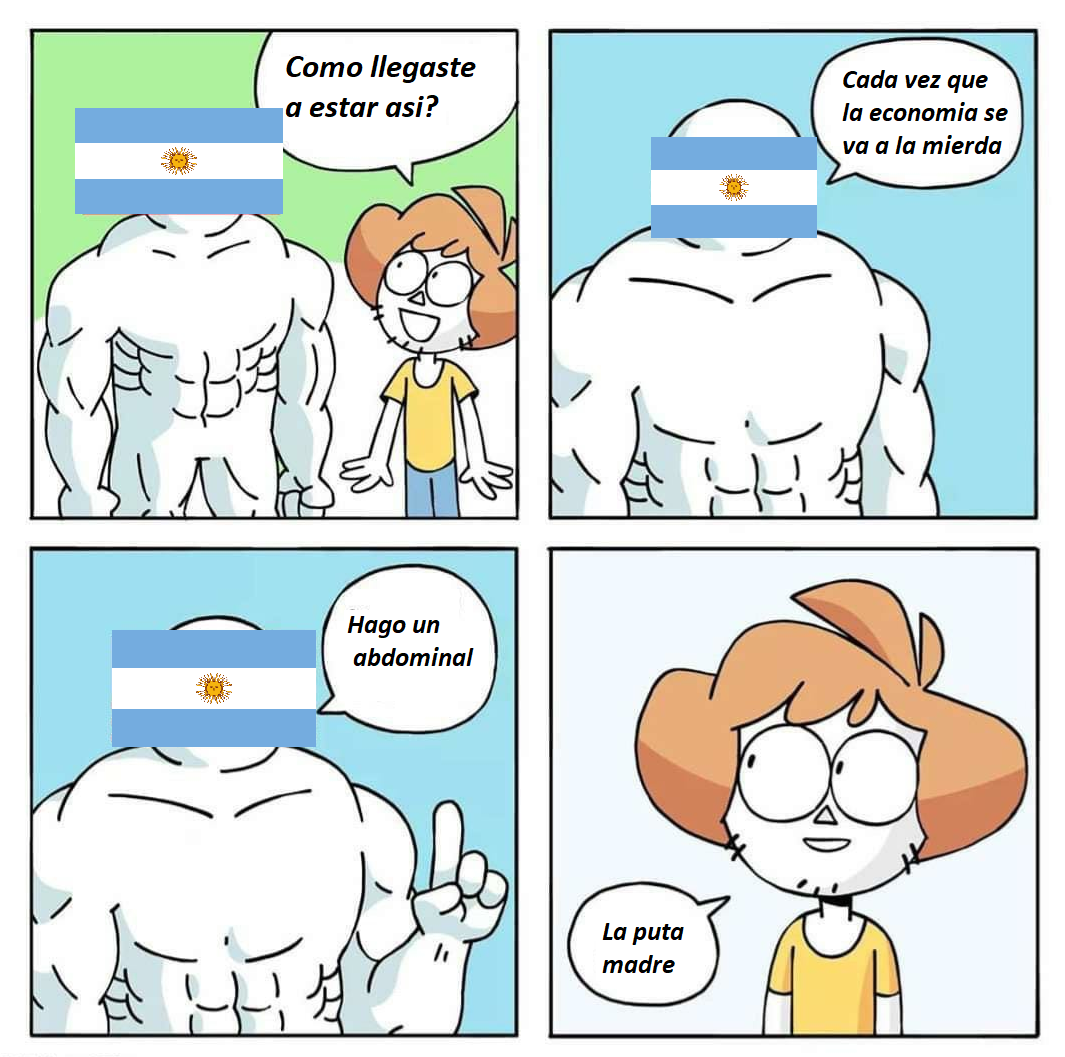 Como llegaste
a estar asi?
Cada vez que
la economia se
va a la mierda
Hago un
abdominal
La puta
madre